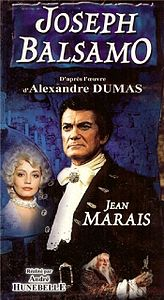 JOSEPH
BALSAMO
D'après l'œuvre
d'Alexandre DUMAS
JEAN
MARAIS
Réalisé par
André
HUNEBELLE